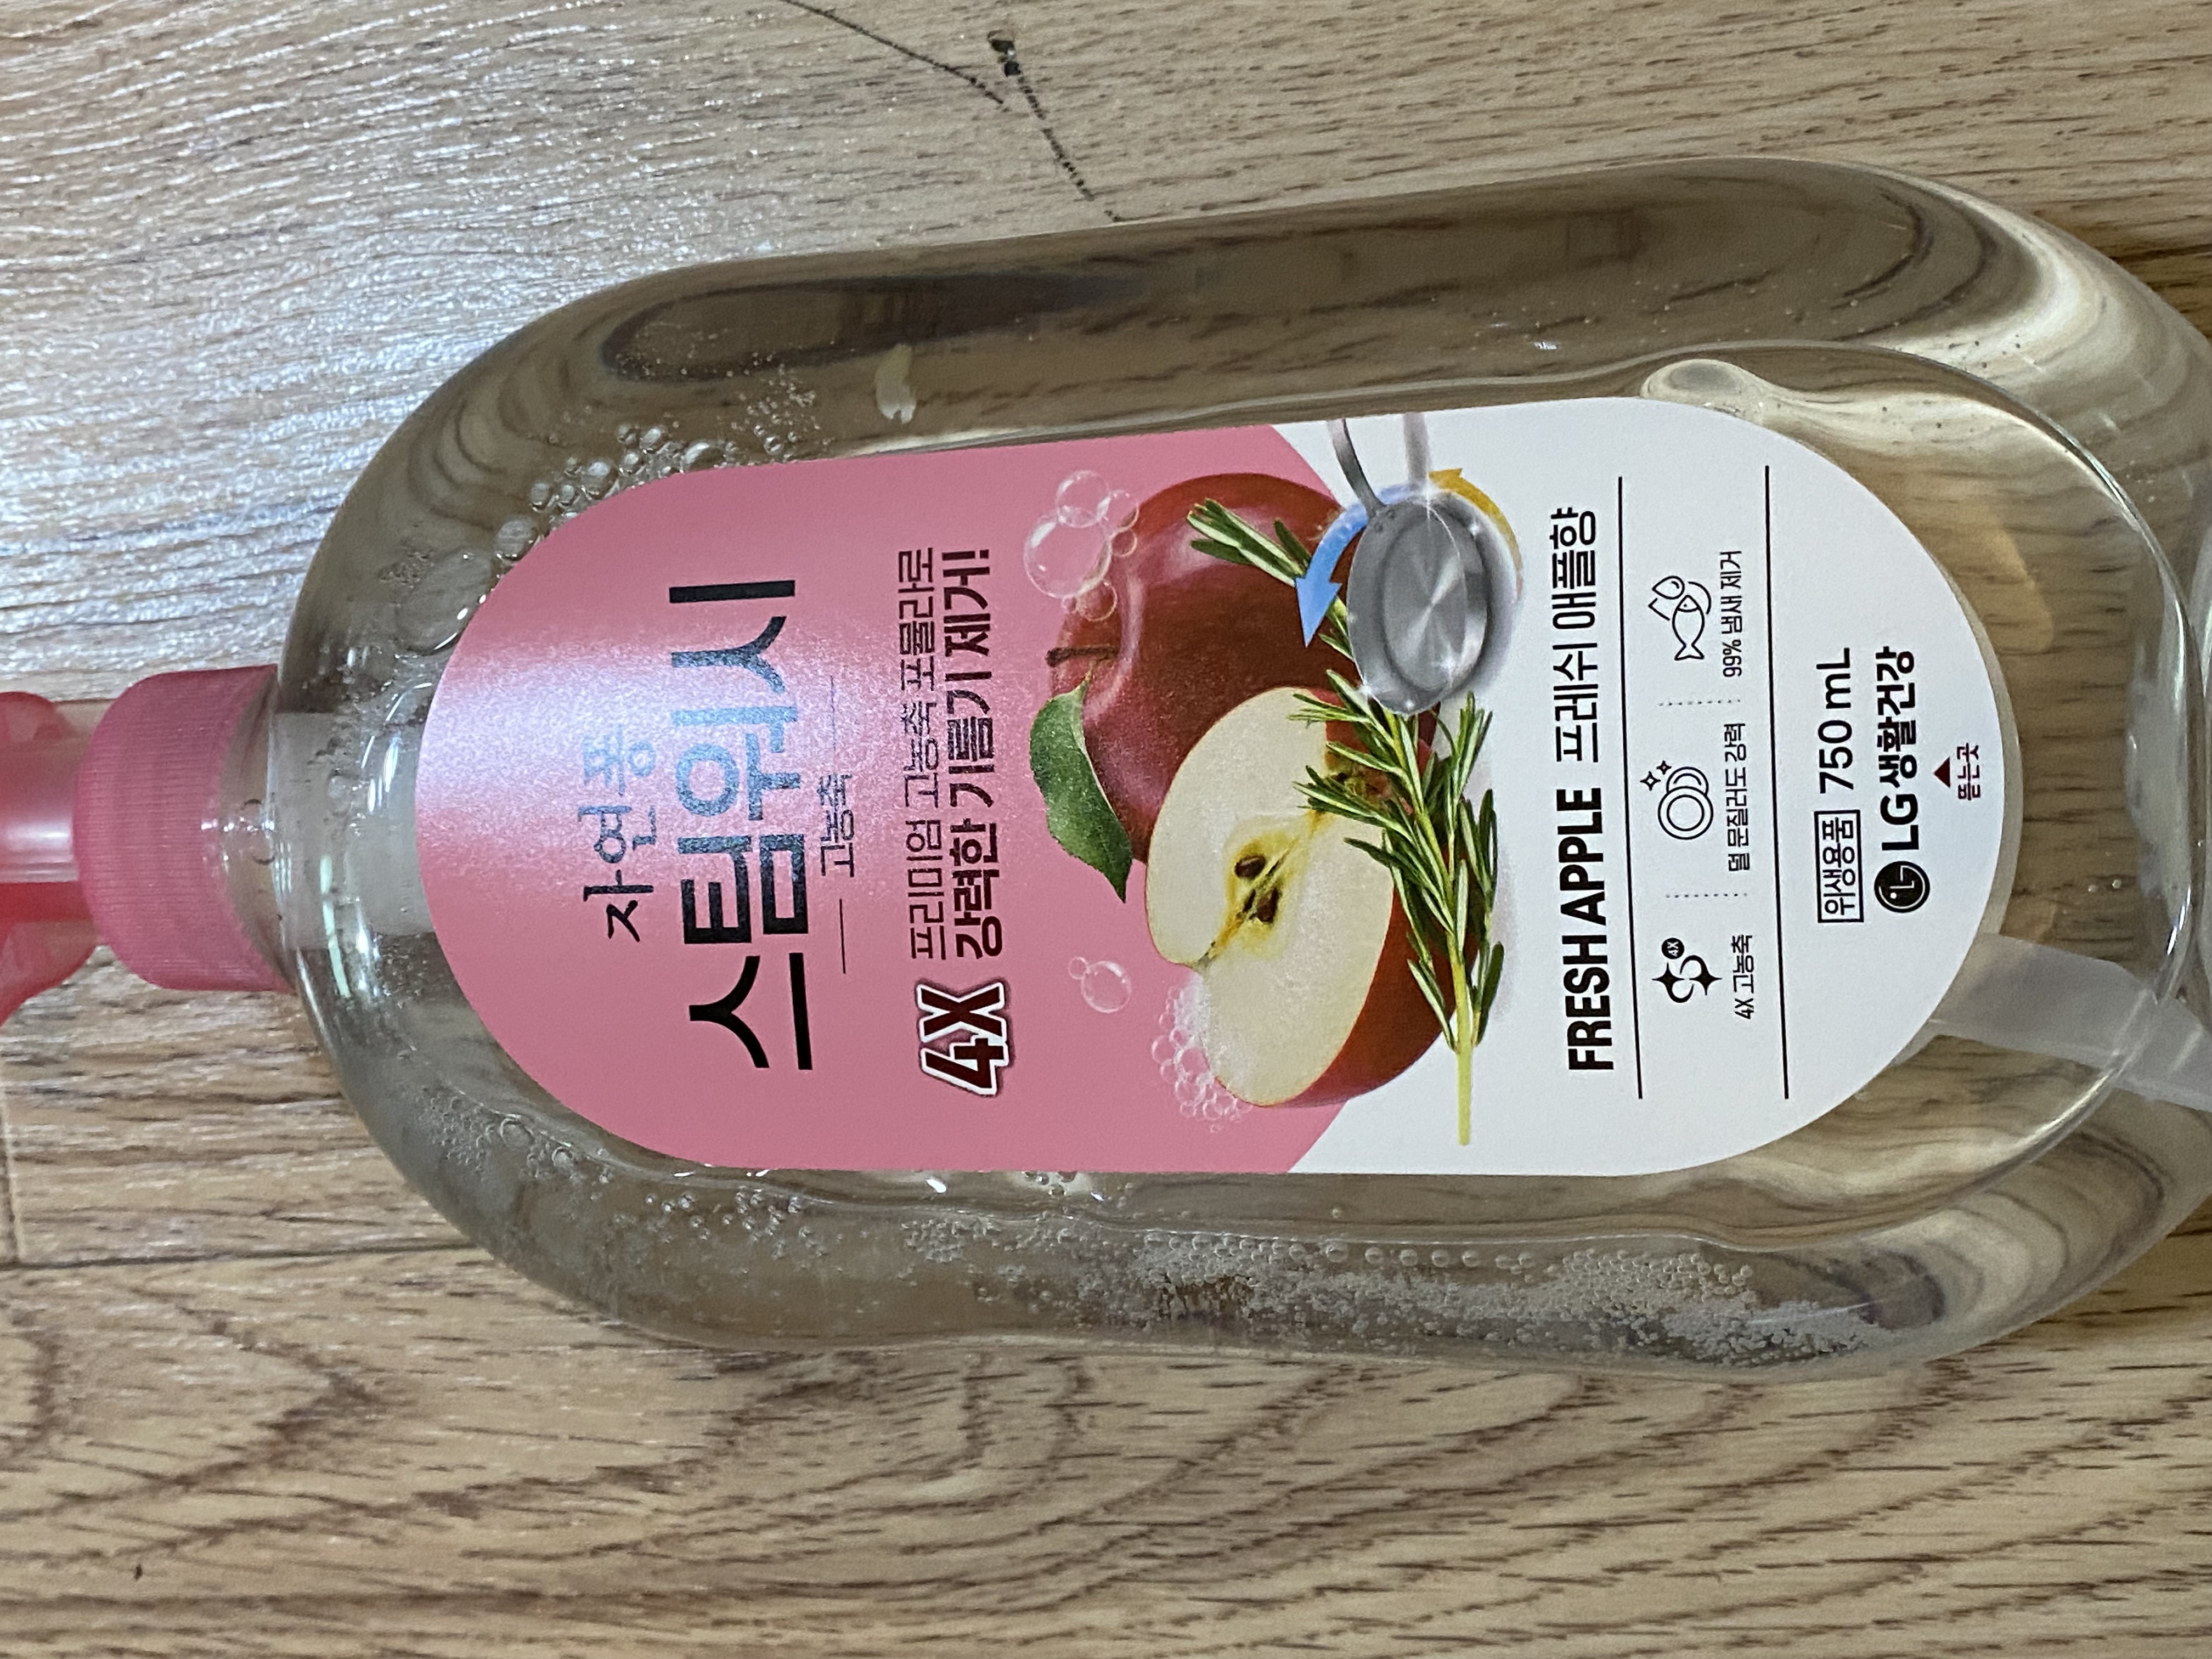 자연퐁
스팀워시
고농축
4X 프리미엄 고농축 포뮬라로
강력한 기름기 제거!
FRESH APPLE 프레쉬 애플향
4X
4X 고농축
덜 문질러도 강력
99% 냄새 제거
위생용품 750 mL
LG 생활건강
뜯는곳